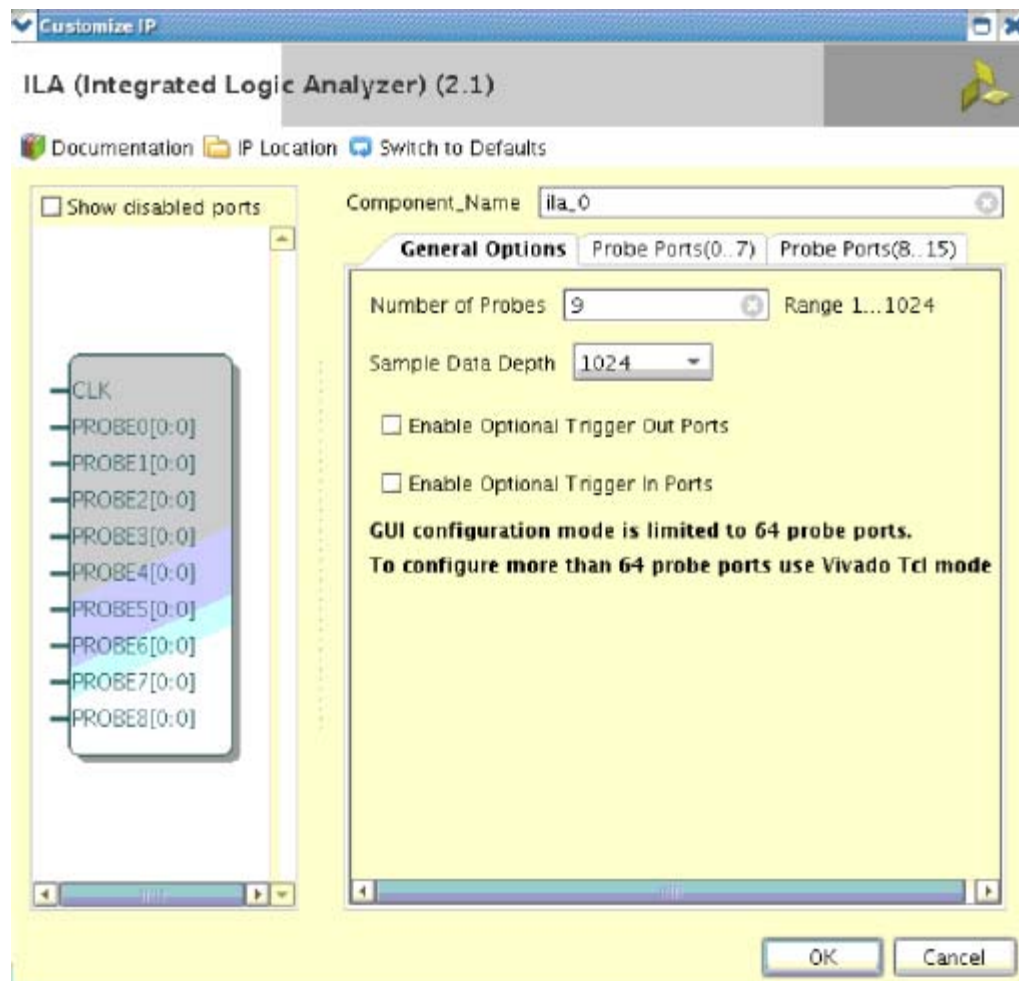 Customize IP
ILA (Integrated Logic Analyzer) (2.1)
Documentation IP Location Switch to Defaults
Show disabled ports
Component_Name ila_0
General Options Probe Ports(0..7) Probe Ports(8..15)
Number of Probes 9 Range 1...1024
Sample Data Depth 1024
Enable Optional Trigger Out Ports
Enable Optional Trigger In Ports
GUI configuration mode is limited to 64 probe ports.
To configure more than 64 probe ports use Vivado Tcl mode
CLK
PROBE0[0:0]
PROBE1[0:0]
PROBE2[0:0]
PROBE3[0:0]
PROBE4[0:0]
PROBE5[0:0]
PROBE6[0:0]
PROBE7[0:0]
PROBE8[0:0]
OK Cancel